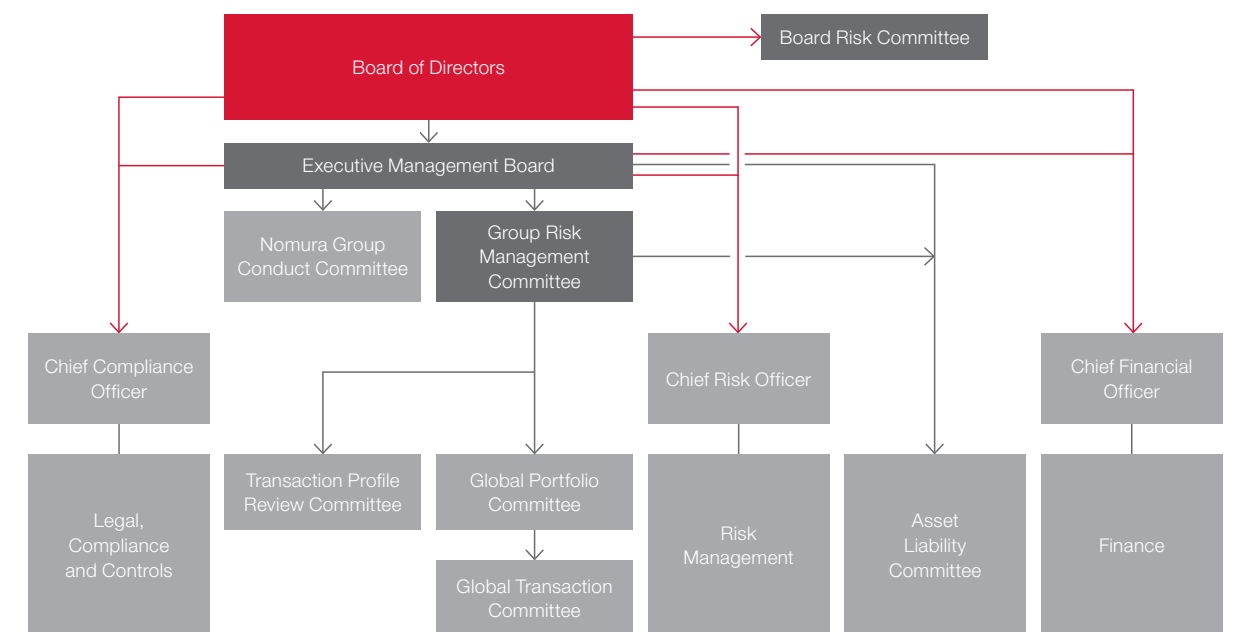 Board of Directors
Board Risk Committee
Executive Management Board
Nomura Group
Conduct Committee
Group Risk
Management
Committee
Chief Compliance
Officer
Chief Risk Officer
Chief Financial
Officer
Legal,
Compliance
and Controls
Transaction Profile
Review Committee
Global Portfolio
Committee
Global Transaction
Committee
Risk
Management
Asset
Liability
Committee
Finance